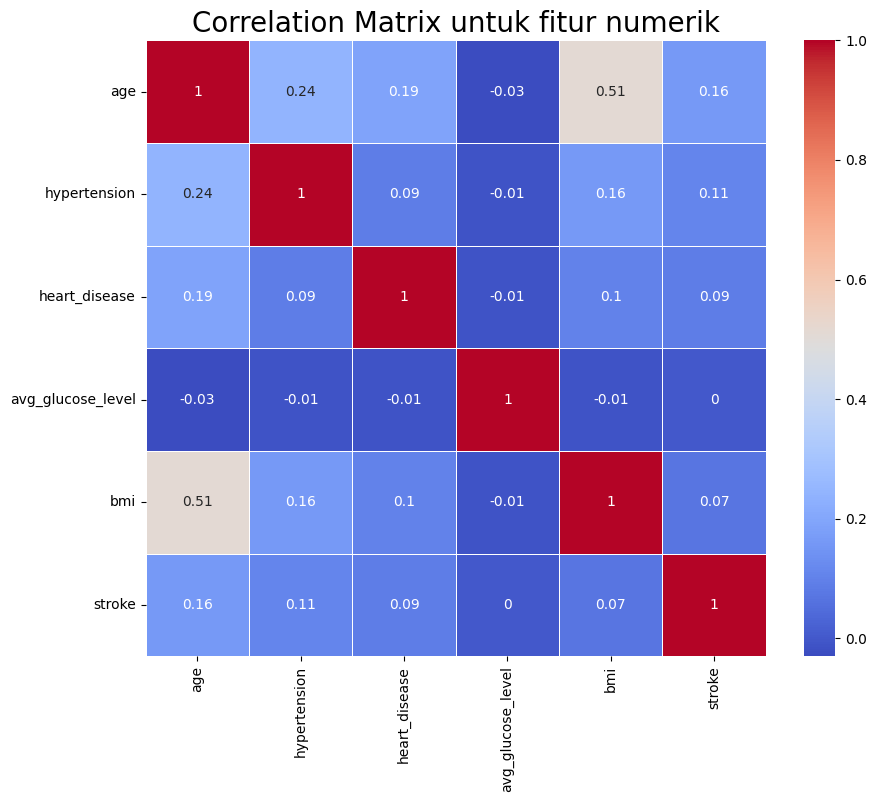 Correlation Matrix untuk fitur numerik
age 1 0.24 0.19 -0.03 0.51 0.16
hypertension 0.24 1 0.09 -0.01 0.16 0.11
heart_disease 0.19 0.09 1 -0.01 0.1 0.09
avg_glucose_level -0.03 -0.01 -0.01 1 -0.01 0
bmi 0.51 0.16 0.1 -0.01 1 0.07
stroke 0.16 0.11 0.09 0 0.07 1
age hypertension heart_disease avg_glucose_level bmi stroke
1.0
0.8
0.6
0.4
0.2
0.0